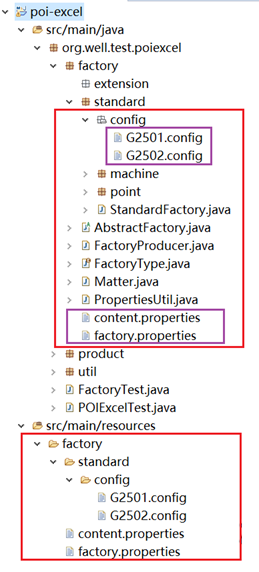 poi-excel
src/main/java
org.well.test.poiexcel
factory
extension
standard
config
G2501.config
G2502.config
machine
point
StandardFactory.java
AbstractFactory.java
FactoryProducer.java
FactoryType.java
Matter.java
PropertiesUtil.java
content.properties
factory.properties
product
util
FactoryTest.java
POIExcelTest.java
src/main/resources
factory
standard
config
G2501.config
G2502.config
content.properties
factory.properties